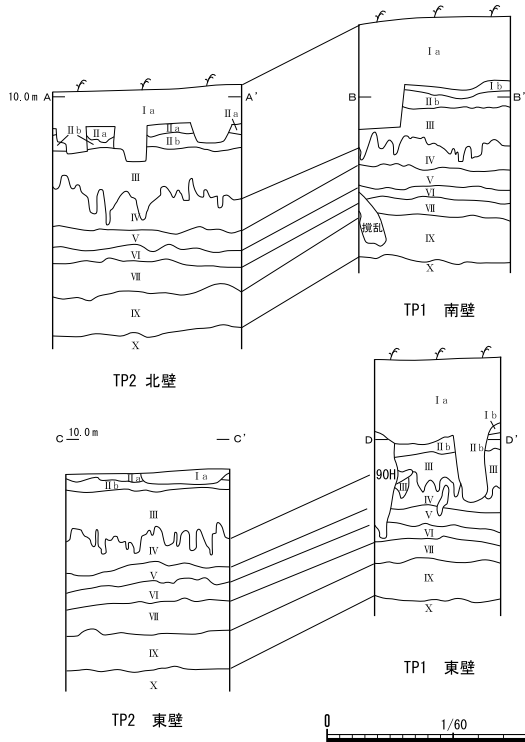 10.0m A A'
Ⅰa
Ⅱb Ⅱa Ⅱa Ⅱb Ⅱa
Ⅲ
Ⅳ
Ⅴ
Ⅵ
Ⅶ
Ⅸ
Ⅹ
TP2 北壁
Ⅰa
Ⅰb
B B'
Ⅱb
Ⅲ
Ⅳ
Ⅴ
Ⅵ
Ⅶ
撹乱
Ⅸ
Ⅹ
TP1 南壁
C 10.0m C'
Ⅱa Ⅰa
Ⅱb
Ⅲ
Ⅳ
Ⅴ
Ⅵ
Ⅶ
Ⅸ
Ⅹ
TP2 東壁
Ⅰa
Ⅰb
D D'
Ⅱb Ⅱb
90H Ⅲ Ⅲ
Ⅲ
Ⅳ
Ⅴ
Ⅵ
Ⅶ
Ⅸ
Ⅹ
TP1 東壁
0 1/60